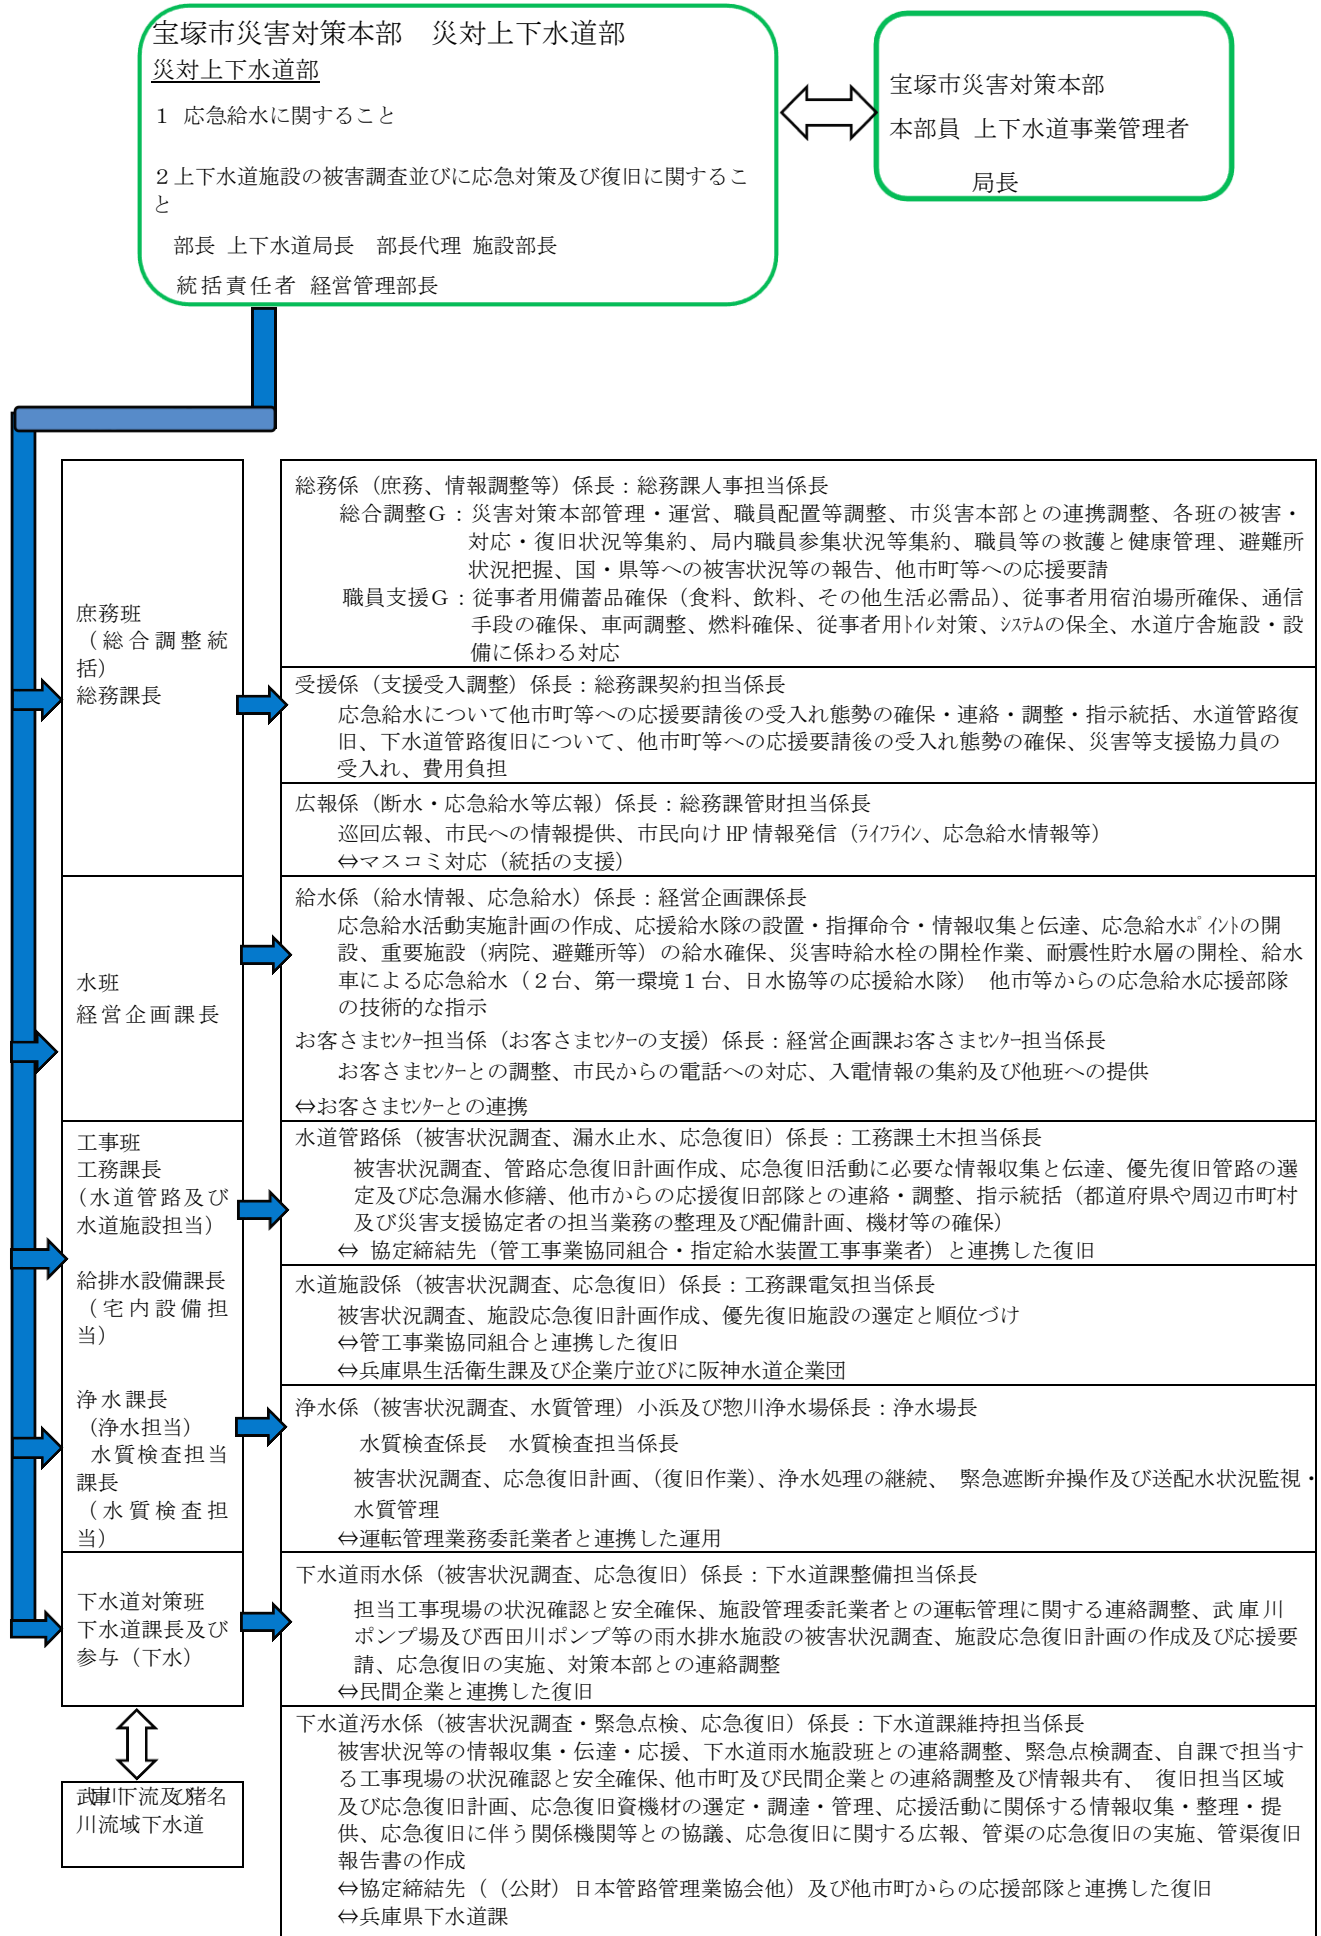 宝塚市災害対策本部　災対上下水道部
災対上下水道部
１ 応急給水に関すること
２上下水道施設の被害調査並びに応急対策及び復旧に関するこ
と
部長 上下水道局長　部長代理 施設部長
統括責任者 経営管理部長
宝塚市災害対策本部
本部員 上下水道事業管理者
局長
庶務班
（総合調整統
括）
総務課長
総務係（庶務、情報調整等）係長：総務課人事担当係長
総合調整Ｇ：災害対策本部管理・運営、職員配置等調整、市災害本部との連携調整、各班の被害・
対応・復旧状況等集約、局内職員参集状況等集約、職員等の救護と健康管理、避難所
状況把握、国・県等への被害状況等の報告、他市町等への応援要請
職員支援Ｇ：従事者用備蓄品確保（食料、飲料、その他生活必需品）、従事者用宿泊場所確保、通信
手段の確保、車両調整、燃料確保、従事者用ﾄｲﾚ対策、ｼｽﾃﾑの保全、水道庁舎施設・設
備に係わる対応
受援係（支援受入調整）係長：総務課契約担当係長
応急給水について他市町等への応援要請後の受入れ態勢の確保・連絡・調整・指示統括、水道管路復
旧、下水道管路復旧について、他市町等への応援要請後の受入れ態勢の確保、災害等支援協力員の
受入れ、費用負担
広報係（断水・応急給水等広報）係長：総務課管財担当係長
巡回広報、市民への情報提供、市民向け HP 情報発信（ﾗｲﾌﾗｲﾝ、応急給水情報等）
⇔マスコミ対応（統括の支援）
水班
経営企画課長
給水係（給水情報、応急給水）係長：経営企画課係長
応急給水活動実施計画の作成、応援給水隊の設置・指揮命令・情報収集と伝達、応急給水ﾎﾟｲﾝﾄの開
設、重要施設（病院、避難所等）の給水確保、災害時給水栓の開栓作業、耐震性貯水層の開栓、給水
車による応急給水（２台、第一環境１台、日水協等の応援給水隊）　他市等からの応急給水応援部隊
の技術的な指示
お客さまｾﾝﾀｰ担当係（お客さまｾﾝﾀｰの支援）係長：経営企画課お客さまｾﾝﾀｰ担当係長
お客さまｾﾝﾀｰとの調整、市民からの電話への対応、入電情報の集約及び他班への提供
⇔お客さまｾﾝﾀｰとの連携
工事班
工務課長
（水道管路及び
水道施設担当）
給排水設備課長
（宅内設備担
当）
浄水課長
（浄水担当）
水質検査担当
課長
（水質検査担
当）
水道管路係（被害状況調査、漏水止水、応急復旧）係長：工務課土木担当係長
被害状況調査、管路応急復旧計画作成、応急復旧活動に必要な情報収集と伝達、優先復旧管路の選
定及び応急漏水修繕、他市からの応援復旧部隊との連絡・調整、指示統括（都道府県や周辺市町村
及び災害支援協定者の担当業務の整理及び配備計画、機材等の確保）
⇔ 協定締結先（管工事業協同組合・指定給水装置工事事業者）と連携した復旧
水道施設係（被害状況調査、応急復旧）係長：工務課電気担当係長
被害状況調査、施設応急復旧計画作成、優先復旧施設の選定と順位づけ
⇔管工事業協同組合と連携した復旧
⇔兵庫県生活衛生課及び企業庁並びに阪神水道企業団
浄水係（被害状況調査、水質管理）小浜及び惣川浄水場係長：浄水場長
水質検査係長　水質検査担当係長
被害状況調査、応急復旧計画、（復旧作業）、浄水処理の継続、 緊急遮断弁操作及び送配水状況監視・
水質管理
⇔運転管理業務委託業者と連携した運用
下水道対策班
下水道課長及び
参与（下水）
下水道雨水係（被害状況調査、応急復旧）係長：下水道課整備担当係長
担当工事現場の状況確認と安全確保、施設管理委託業者との運転管理に関する連絡調整、武庫川
ポンプ場及び西田川ポンプ等の雨水排水施設の被害状況調査、施設応急復旧計画の作成及び応援要
請、応急復旧の実施、対策本部との連絡調整
⇔民間企業と連携した復旧
武庫川下流及び猪名
川流域下水道
下水道汚水係（被害状況調査・緊急点検、応急復旧）係長：下水道課維持担当係長
被害状況等の情報収集・伝達・応援、下水道雨水施設班との連絡調整、緊急点検調査、自課で担当す
る工事現場の状況確認と安全確保、他市町及び民間企業との連絡調整及び情報共有、 復旧担当区域
及び応急復旧計画、応急復旧資機材の選定・調達・管理、応援活動に関係する情報収集・整理・提
供、応急復旧に伴う関係機関等との協議、応急復旧に関する広報、管渠の応急復旧の実施、管渠復旧
報告書の作成
⇔協定締結先（（公財）日本管路管理業協会他）及び他市町からの応援部隊と連携した復旧
⇔兵庫県下水道課